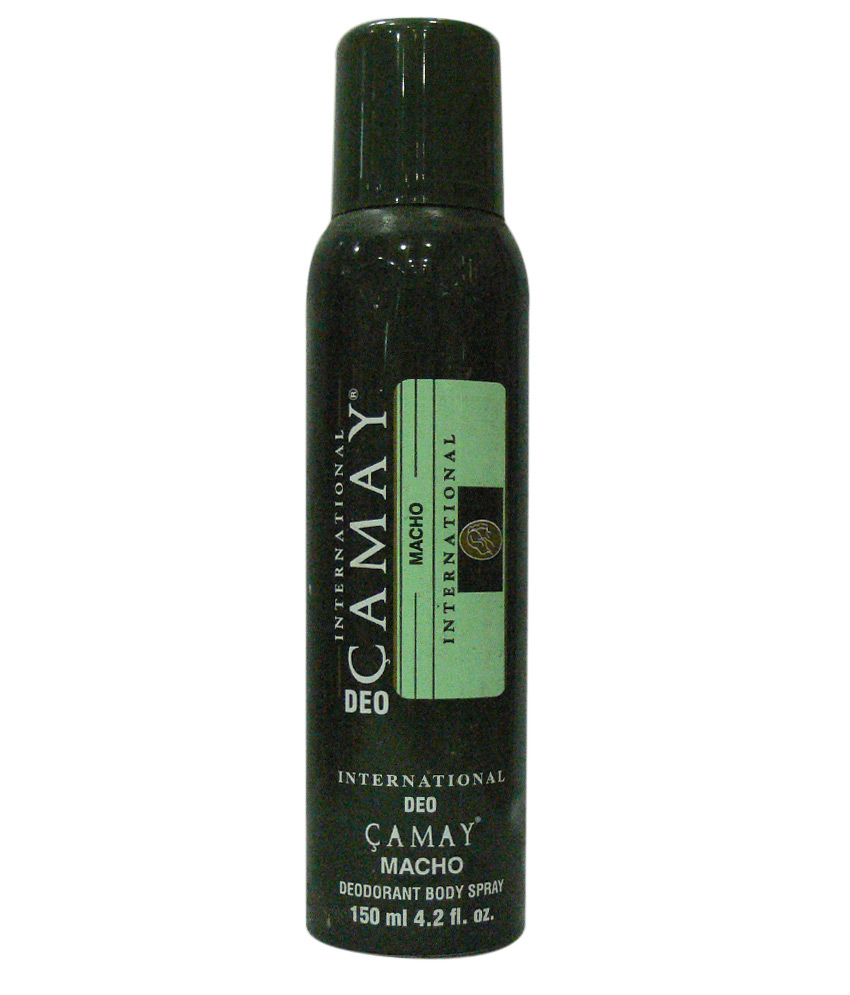 INTERNATIONAL
DEO ÇAMAY®
MACHO
INTERNATIONAL
INTERNATIONAL
DEO
ÇAMAY®
MACHO
DEODORANT BODY SPRAY
150 ml 4.2 fl. oz.